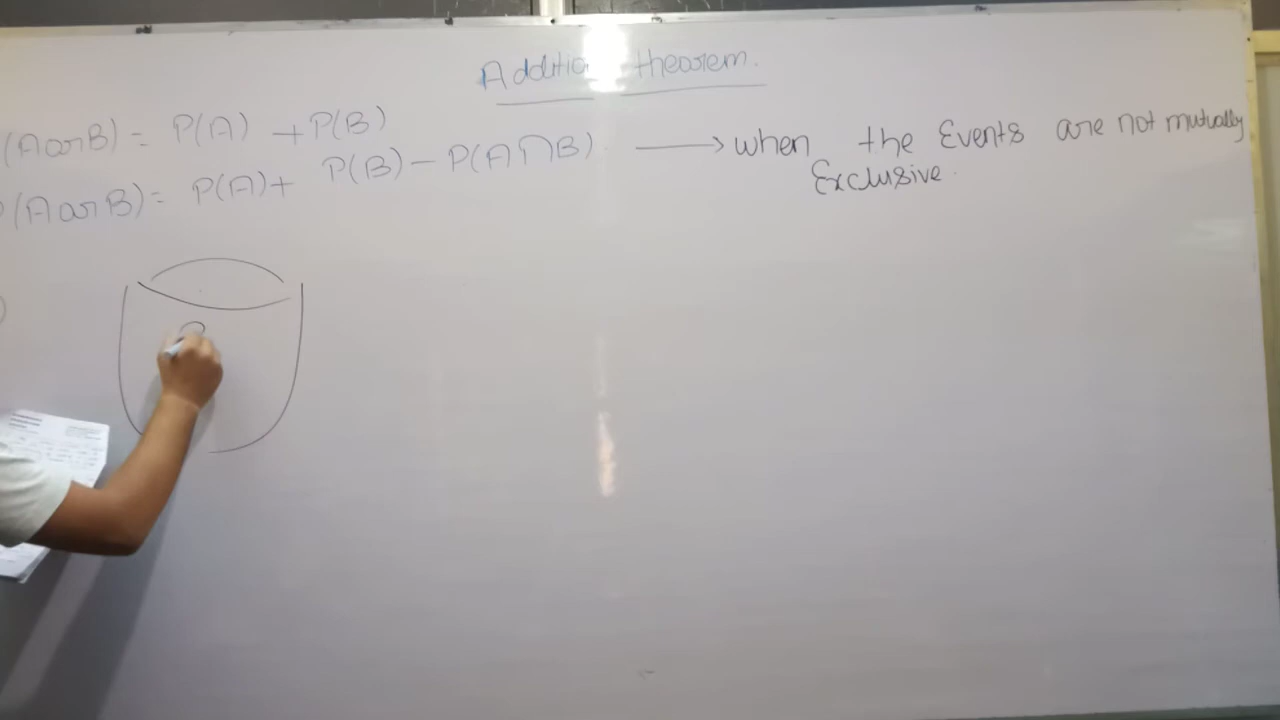 Addition theorem.
(A or B) = P(A) + P(B)
P(A or B) = P(A) + P(B) - P(A∩B) → when the Events are not mutually
Exclusive.